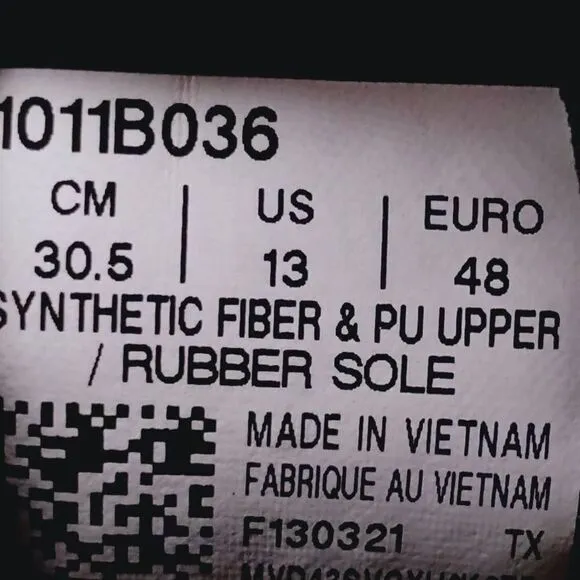 1011B036
CM | US | EURO
30.5 | 13 | 48
SYNTHETIC FIBER & PU UPPER
/ RUBBER SOLE
MADE IN VIETNAM
FABRIQUE AU VIETNAM
F130321 TX